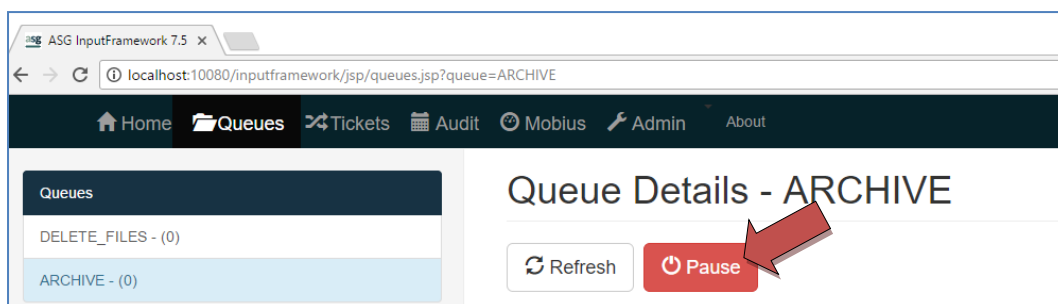 asg ASG InputFramework 7.5 ×
localhost:10080/inputframework/jsp/queues.jsp?queue=ARCHIVE
Home Queues Tickets Audit Mobius Admin About
Queues
DELETE_FILES - (0)
ARCHIVE - (0)
Queue Details - ARCHIVE
Refresh Pause